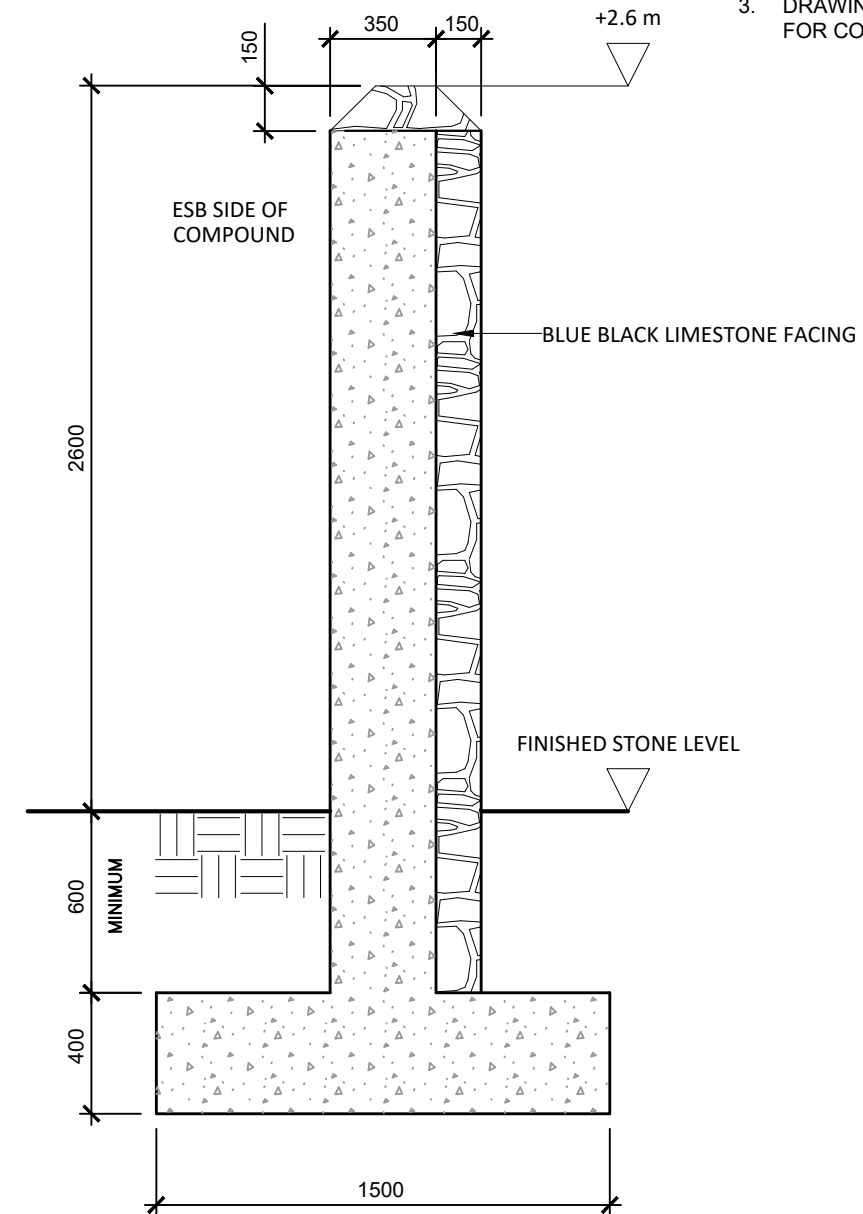 3. DRAWIN
FOR CO
350
150
+2.6 m
150
ESB SIDE OF
COMPOUND
BLUE BLACK LIMESTONE FACING
2600
FINISHED STONE LEVEL
600
MINIMUM
400
1500